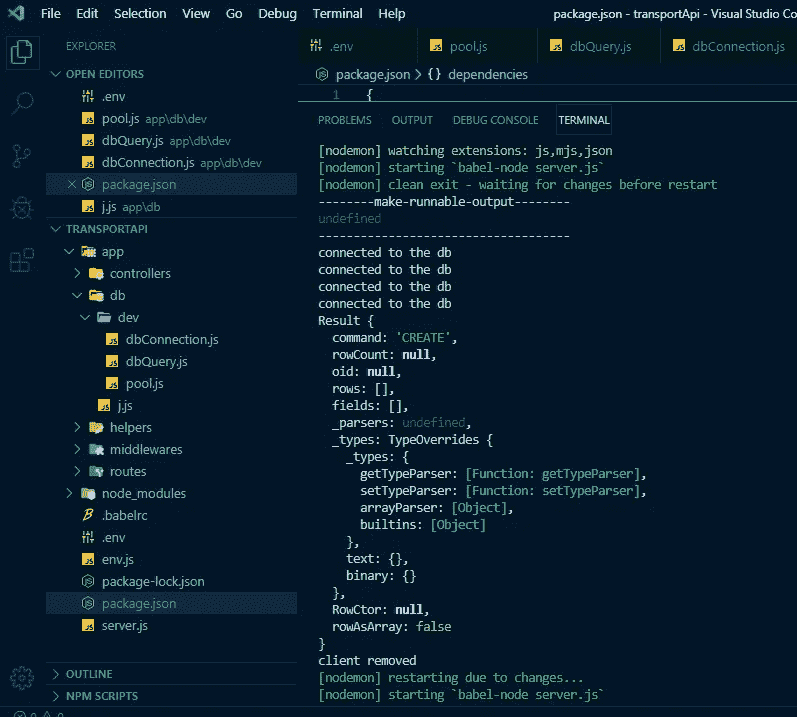 File Edit Selection View Go Debug Terminal Help package.json - transportApi - Visual Studio Co
EXPLORER
OPEN EDITORS
.env
pool.js app\db\dev
dbQuery.js app\db\dev
dbConnection.js app\db\dev
package.json
j.js app\db
TRANSPORTAPI
app
controllers
db
dev
dbConnection.js
dbQuery.js
pool.js
j.js
helpers
middlewares
routes
node_modules
.babelrc
.env
env.js
package-lock.json
package.json
server.js
OUTLINE
NPM SCRIPTS
.env pool.js dbQuery.js dbConnection.js
package.json > {} dependencies
1 {
PROBLEMS OUTPUT DEBUG CONSOLE TERMINAL
[nodemon] watching extensions: js,mjs,json
[nodemon] starting `babel-node server.js`
[nodemon] clean exit - waiting for changes before restart
--------make-runnable-output--------
undefined
------------------------------------
connected to the db
connected to the db
connected to the db
connected to the db
Result {
command: 'CREATE',
rowCount: null,
oid: null,
rows: [],
fields: [],
_parsers: undefined,
_types: TypeOverrides {
_types: {
getTypeParser: [Function: getTypeParser],
setTypeParser: [Function: setTypeParser],
arrayParser: [Object],
builtins: [Object]
},
text: {},
binary: {}
},
RowCtor: null,
rowAsArray: false
}
client removed
[nodemon] restarting due to changes...
[nodemon] starting `babel-node server.js`